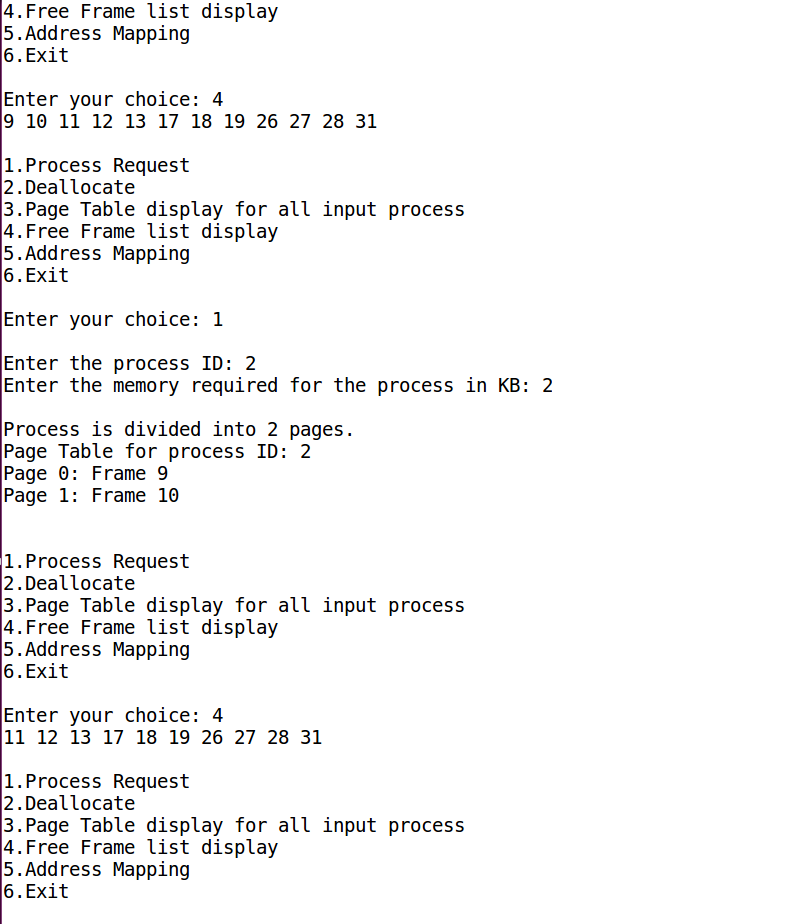 4.Free Frame list display
5.Address Mapping
6.Exit
Enter your choice: 4
9 10 11 12 13 17 18 19 26 27 28 31
1.Process Request
2.Deallocate
3.Page Table display for all input process
4.Free Frame list display
5.Address Mapping
6.Exit
Enter your choice: 1
Enter the process ID: 2
Enter the memory required for the process in KB: 2
Process is divided into 2 pages.
Page Table for process ID: 2
Page 0: Frame 9
Page 1: Frame 10
1.Process Request
2.Deallocate
3.Page Table display for all input process
4.Free Frame list display
5.Address Mapping
6.Exit
Enter your choice: 4
11 12 13 17 18 19 26 27 28 31
1.Process Request
2.Deallocate
3.Page Table display for all input process
4.Free Frame list display
5.Address Mapping
6.Exit